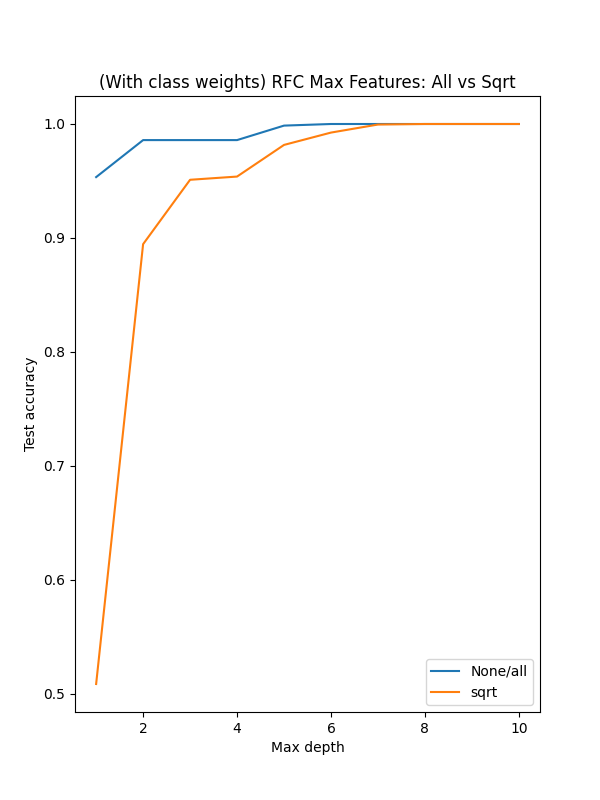 (With class weights) RFC Max Features: All vs Sqrt
1.0
0.9
0.8
0.7
0.6
0.5
Test accuracy
None/all
sqrt
2 4 6 8 10
Max depth